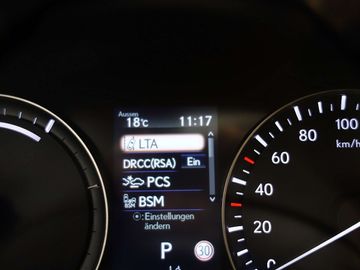 Aussen
18°C 11:17
LTA
DRCC(RSA) Ein
PCS
BSM
:Einstellungen
ändern
P 30
100
80
60
40
20
0
km/h